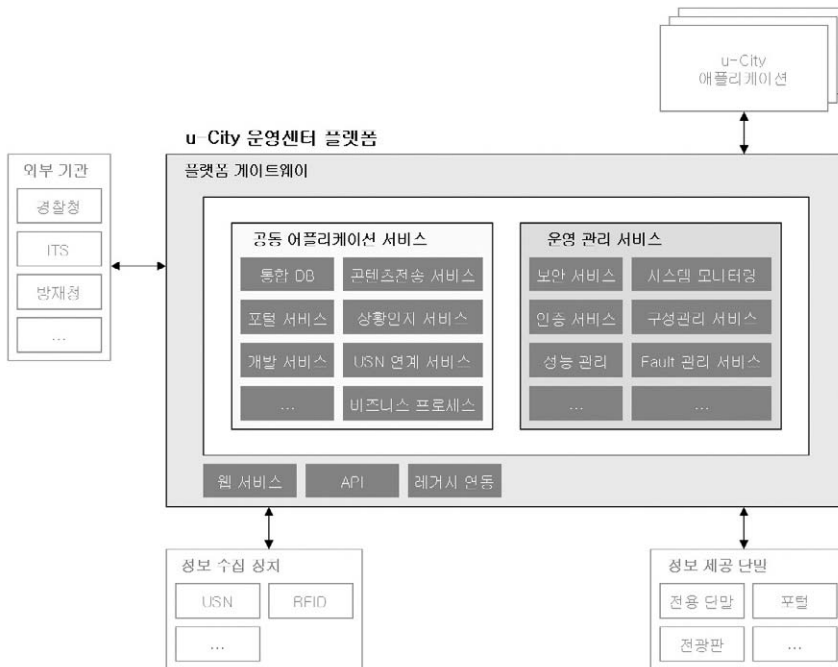 u-City
애플리케이션
u-City 운영센터 플랫폼
외부 기관
경찰청
ITS
방재청
...
플랫폼 게이트웨이
공동 어플리케이션 서비스
통합 DB
콘텐츠전송 서비스
포털 서비스
상황인지 서비스
개발 서비스
USN 연계 서비스
...
비즈니스 프로세스
운영 관리 서비스
보안 서비스
시스템 모니터링
인증 서비스
구성관리 서비스
성능 관리
Fault 관리 서비스
...
...
웹 서비스
API
레거시 연동
정보 수집 장치
USN
RFID
...
정보 제공 단말
전용 단말
포털
전광판
...